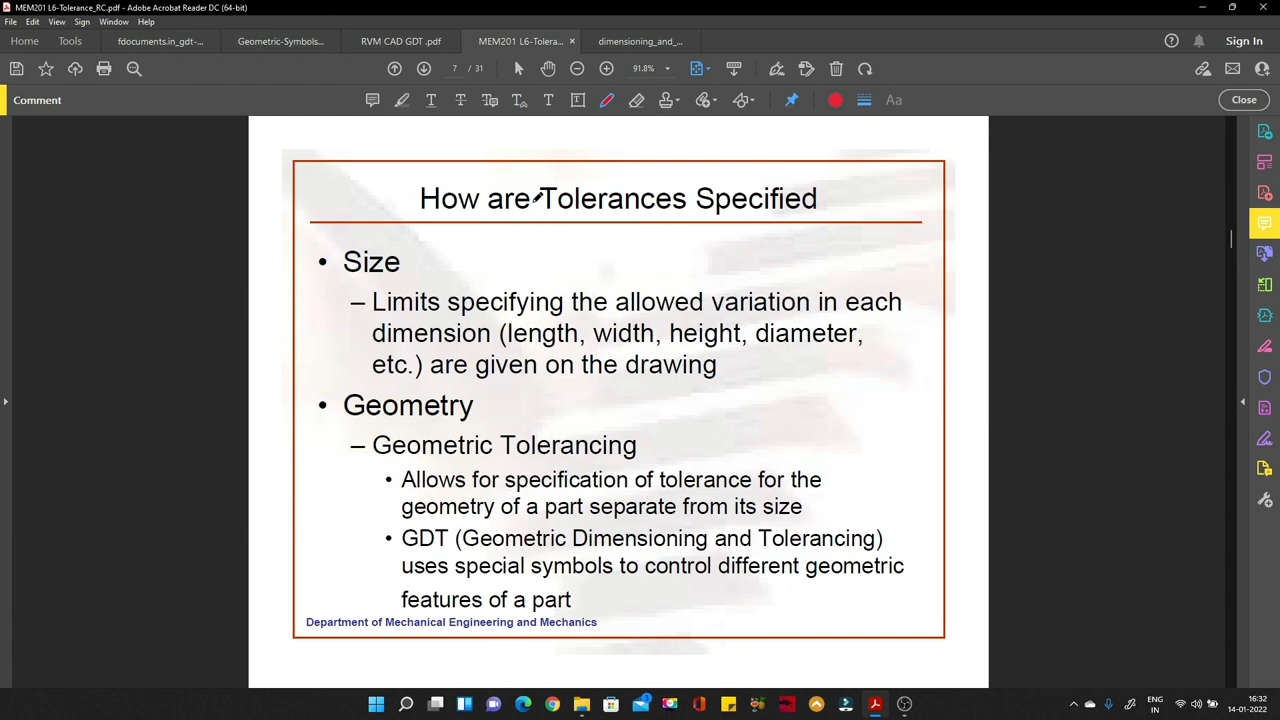 MEM201 L6-Tolerance_RC.pdf - Adobe Acrobat Reader DC (64-bit)
File Edit View Sign Window Help
Home Tools fdocuments.in_gdt-... Geometric-Symbols... RVM CAD GDT .pdf MEM201 L6-Tolera... × dimensioning_and_... Sign In
7 / 31 91.8%
Comment Aa Close
How are Tolerances Specified
• Size
– Limits specifying the allowed variation in each
dimension (length, width, height, diameter,
etc.) are given on the drawing
• Geometry
– Geometric Tolerancing
• Allows for specification of tolerance for the
geometry of a part separate from its size
• GDT (Geometric Dimensioning and Tolerancing)
uses special symbols to control different geometric
features of a part
Department of Mechanical Engineering and Mechanics
3 ENG 16:32
IN 14-01-2022